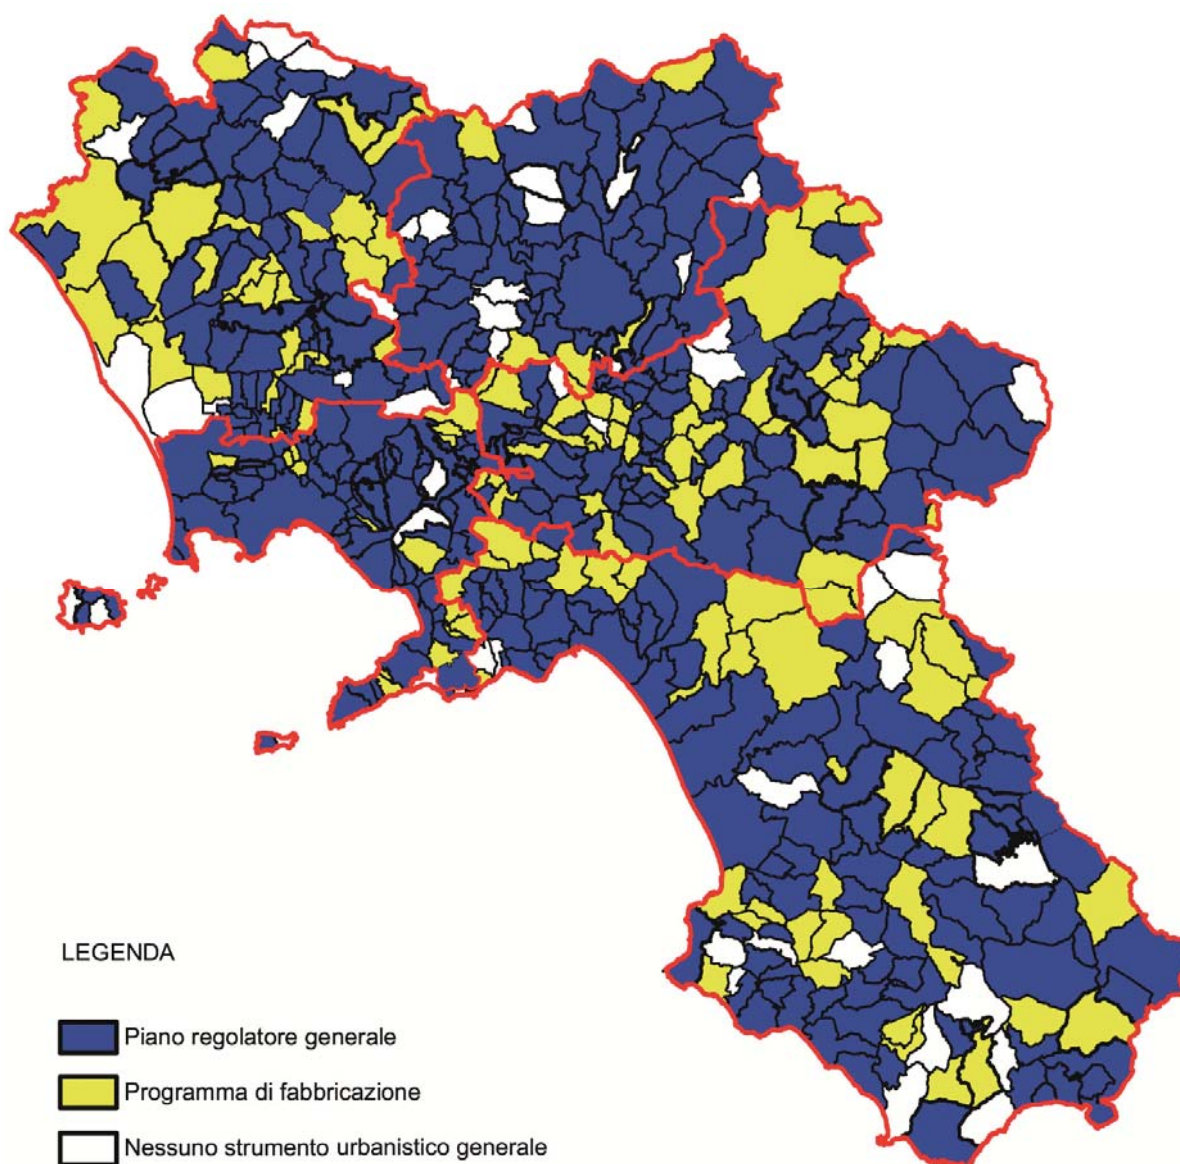 LEGENDA
Piano regolatore generale
Programma di fabbricazione
Nessuno strumento urbanistico generale